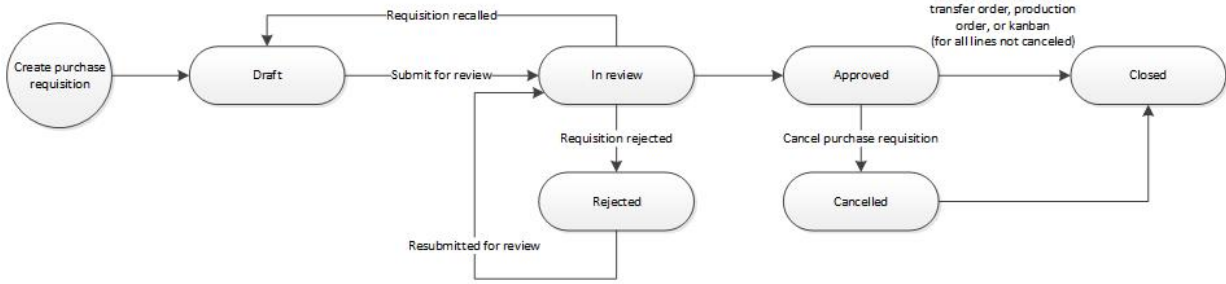 transfer order, production
order, or kanban
(for all lines not canceled)
Requisition recalled
Create purchase
requisition
Draft
Submit for review
In review
Approved
Closed
Requisition rejected
Cancel purchase requisition
Rejected
Cancelled
Resubmitted for review